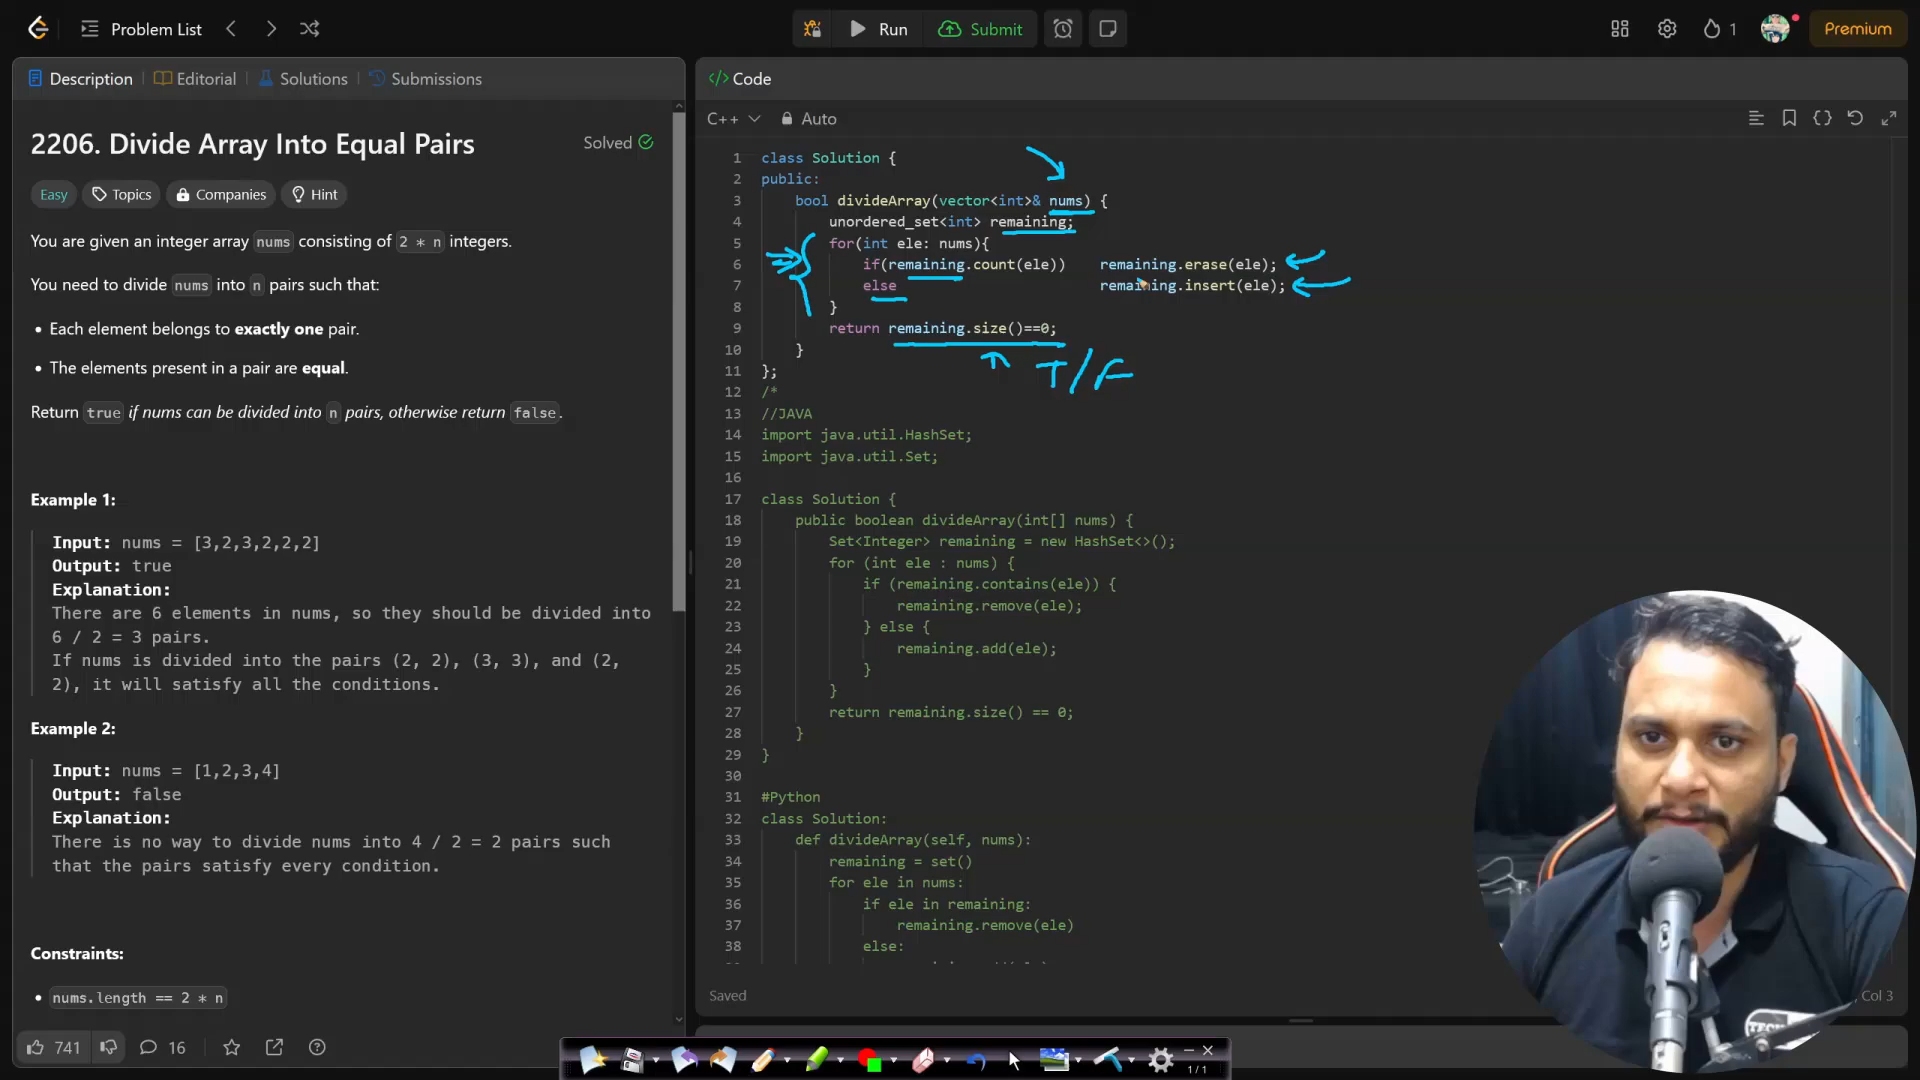 Problem List
Run
Submit
1
Premium
Description
Editorial
Solutions
Submissions
2206. Divide Array Into Equal Pairs
Solved
Easy
Topics
Companies
Hint
You are given an integer array nums consisting of 2 * n integers.
You need to divide nums into n pairs such that:
• Each element belongs to exactly one pair.
• The elements present in a pair are equal.
Return true if nums can be divided into n pairs, otherwise return false.
Example 1:
Input: nums = [3,2,3,2,2,2]
Output: true
Explanation:
There are 6 elements in nums, so they should be divided into
6 / 2 = 3 pairs.
If nums is divided into the pairs (2, 2), (3, 3), and (2,
2), it will satisfy all the conditions.
Example 2:
Input: nums = [1,2,3,4]
Output: false
Explanation:
There is no way to divide nums into 4 / 2 = 2 pairs such
that the pairs satisfy every condition.
Constraints:
• nums.length == 2 * n
741
16
</> Code
C++
Auto
1 class Solution {
2 public:
3 bool divideArray(vector<int>& nums) {
4 unordered_set<int> remaining;
5 for(int ele: nums){
6 if(remaining.count(ele)) remaining.erase(ele);
7 else remaining.insert(ele);
8 }
9 return remaining.size()==0;
T/F
10 }
11 };
12 /*
13 //JAVA
14 import java.util.HashSet;
15 import java.util.Set;
16
17 class Solution {
18 public boolean divideArray(int[] nums) {
19 Set<Integer> remaining = new HashSet<>();
20 for (int ele : nums) {
21 if (remaining.contains(ele)) {
22 remaining.remove(ele);
23 } else {
24 remaining.add(ele);
25 }
26 }
27 return remaining.size() == 0;
28 }
29 }
30
31 #Python
32 class Solution:
33 def divideArray(self, nums):
34 remaining = set()
35 for ele in nums:
36 if ele in remaining:
37 remaining.remove(ele)
38 else:
Saved
Col 3
TECH
1/1